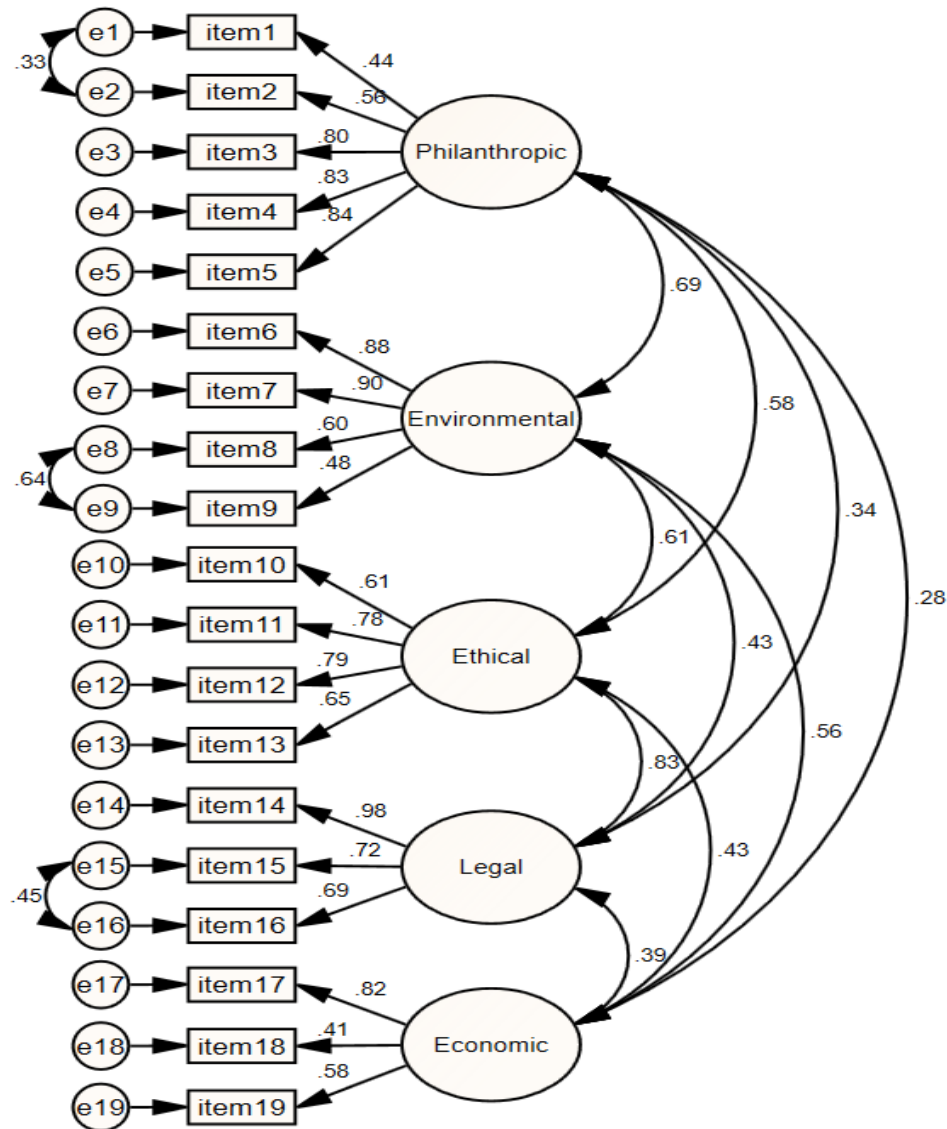 e1 item1
.44
.33
e2 item2
.56
e3 item3
.80
Philanthropic
e4 item4
.83
.84
e5 item5
.69
e6 item6
.88
e7 item7
.90
Environmental
.58
e8 item8
.60
.64
.48
e9 item9
.34
e10 item10
.61
.61
.28
e11 item11
.78
.43
e12 item12
.79
Ethical
e13 item13
.65
.56
.83
e14 item14
.98
.43
e15 item15
.72
Legal
.45
.69
e16 item16
.39
e17 item17
.82
e18 item18
.41
Economic
.58
e19 item19